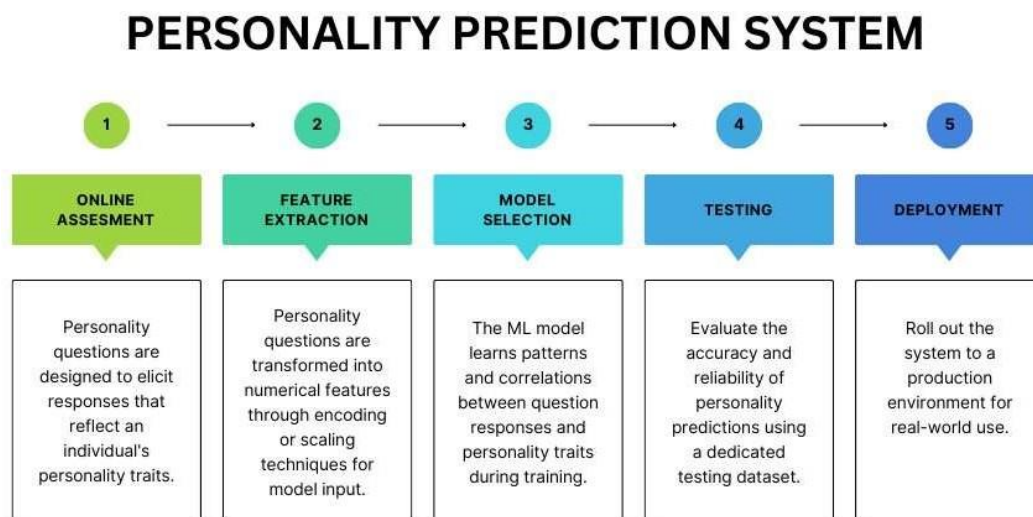 PERSONALITY PREDICTION SYSTEM
1
2
3
4
5
ONLINE
ASSESMENT
FEATURE
EXTRACTION
MODEL
SELECTION
TESTING
DEPLOYMENT
Personality
questions are
designed to elicit
responses that
reflect an
individual's
personality traits.
Personality
questions are
transformed into
numerical features
through encoding
or scaling
techniques for
model input.
The ML model
learns patterns
and correlations
between question
responses and
personality traits
during training.
Evaluate the
accuracy and
reliability of
personality
predictions using
a dedicated
testing dataset.
Roll out the
system to a
production
environment for
real-world use.